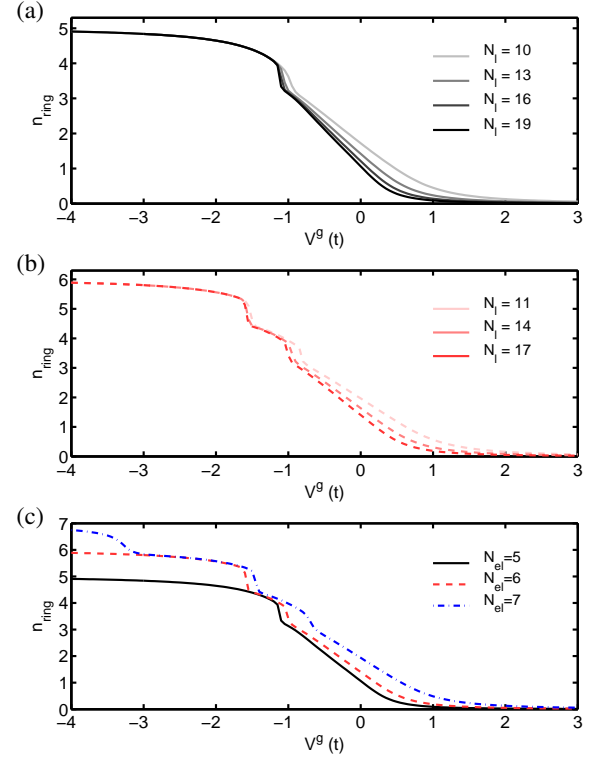 (a)
5
4
3
2
1
0
n_ring
N_l = 10
N_l = 13
N_l = 16
N_l = 19
−4 −3 −2 −1 0 1 2 3
V^g (t)
(b)
6
5
4
3
2
1
0
n_ring
N_l = 11
N_l = 14
N_l = 17
−4 −3 −2 −1 0 1 2 3
V^g (t)
(c)
7
6
5
4
3
2
1
0
n_ring
N_el=5
N_el=6
N_el=7
−4 −3 −2 −1 0 1 2 3
V^g (t)